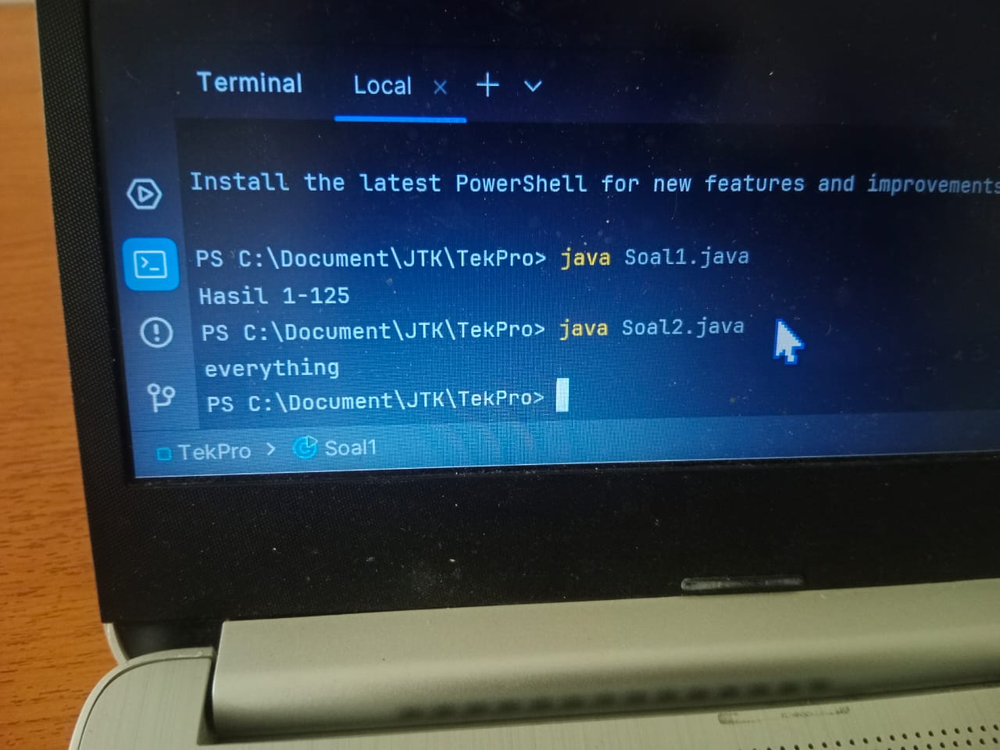 Terminal Local
Install the latest PowerShell for new features and improvements
PS C:\Document\JTK\TekPro> java Soal1.java
Hasil 1-125
PS C:\Document\JTK\TekPro> java Soal2.java
everything
PS C:\Document\JTK\TekPro>
TekPro > Soal1